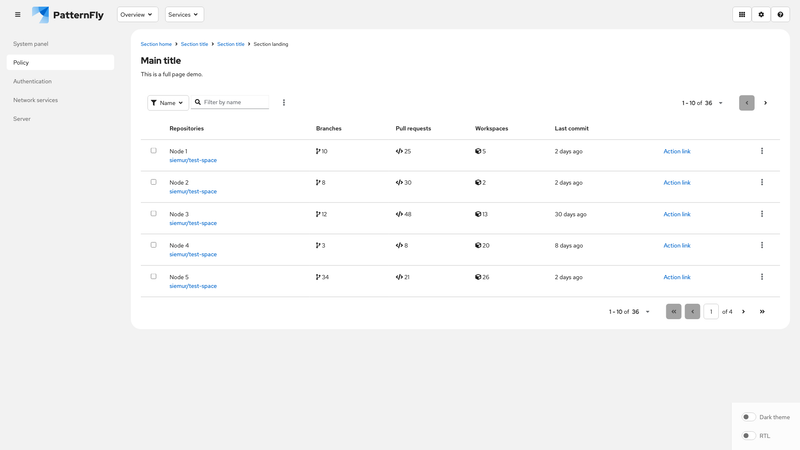 PatternFly
Overview
Services
System panel
Policy
Authentication
Network services
Server
Section home > Section title > Section title > Section landing
Main title
This is a full page demo.
Name
Filter by name
1 - 10 of 36
Repositories Branches Pull requests Workspaces Last commit
Node 1 10 25 5 2 days ago Action link
siemur/test-space
Node 2 8 30 2 2 days ago Action link
siemur/test-space
Node 3 12 48 13 30 days ago Action link
siemur/test-space
Node 4 3 8 20 8 days ago Action link
siemur/test-space
Node 5 34 21 26 2 days ago Action link
siemur/test-space
1 - 10 of 36 1 of 4
Dark theme
RTL